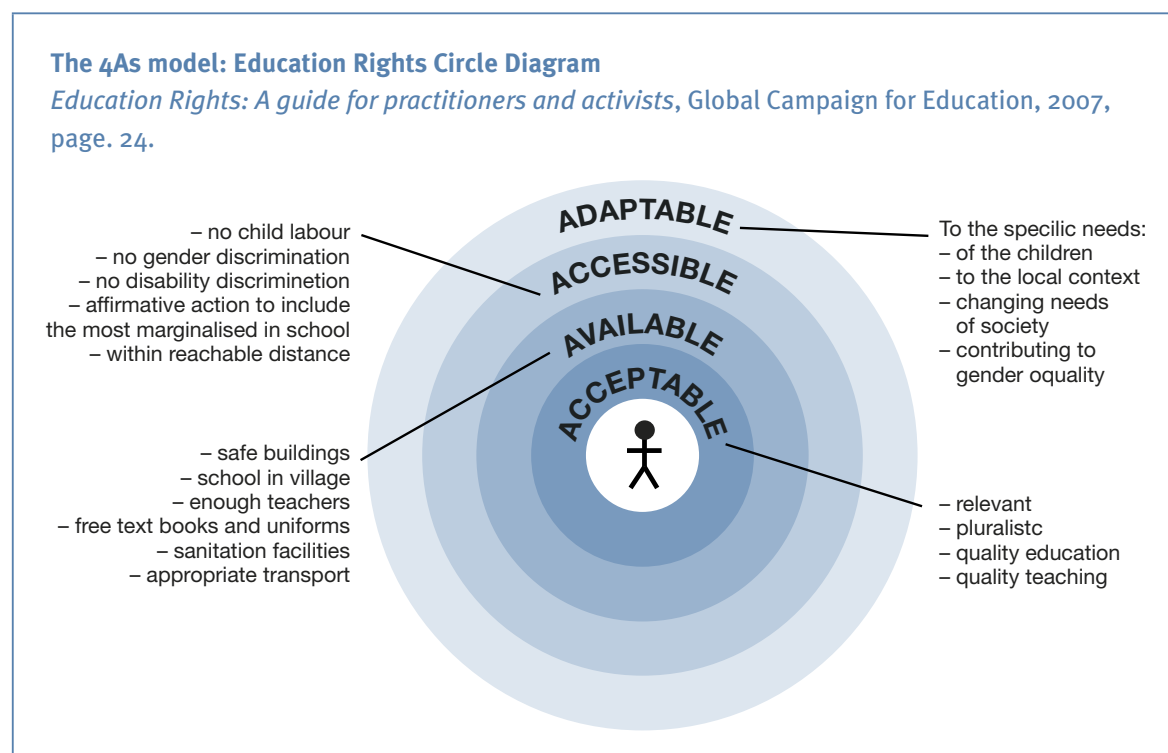 The 4As model: Education Rights Circle Diagram
Education Rights: A guide for practitioners and activists, Global Campaign for Education, 2007,
page. 24.
ADAPTABLE
ACCESSIBLE
AVAILABLE
ACCEPTABLE
– no child labour
– no gender discrimination
– no disability discriminetion
– affirmative action to include
the most marginalised in school
– within reachable distance
– safe buildings
– school in village
– enough teachers
– free text books and uniforms
– sanitation facilities
– appropriate transport
To the specilic needs:
– of the children
– to the local context
– changing needs
of society
– contributing to
gender oquality
– relevant
– pluralistc
– quality education
– quality teaching